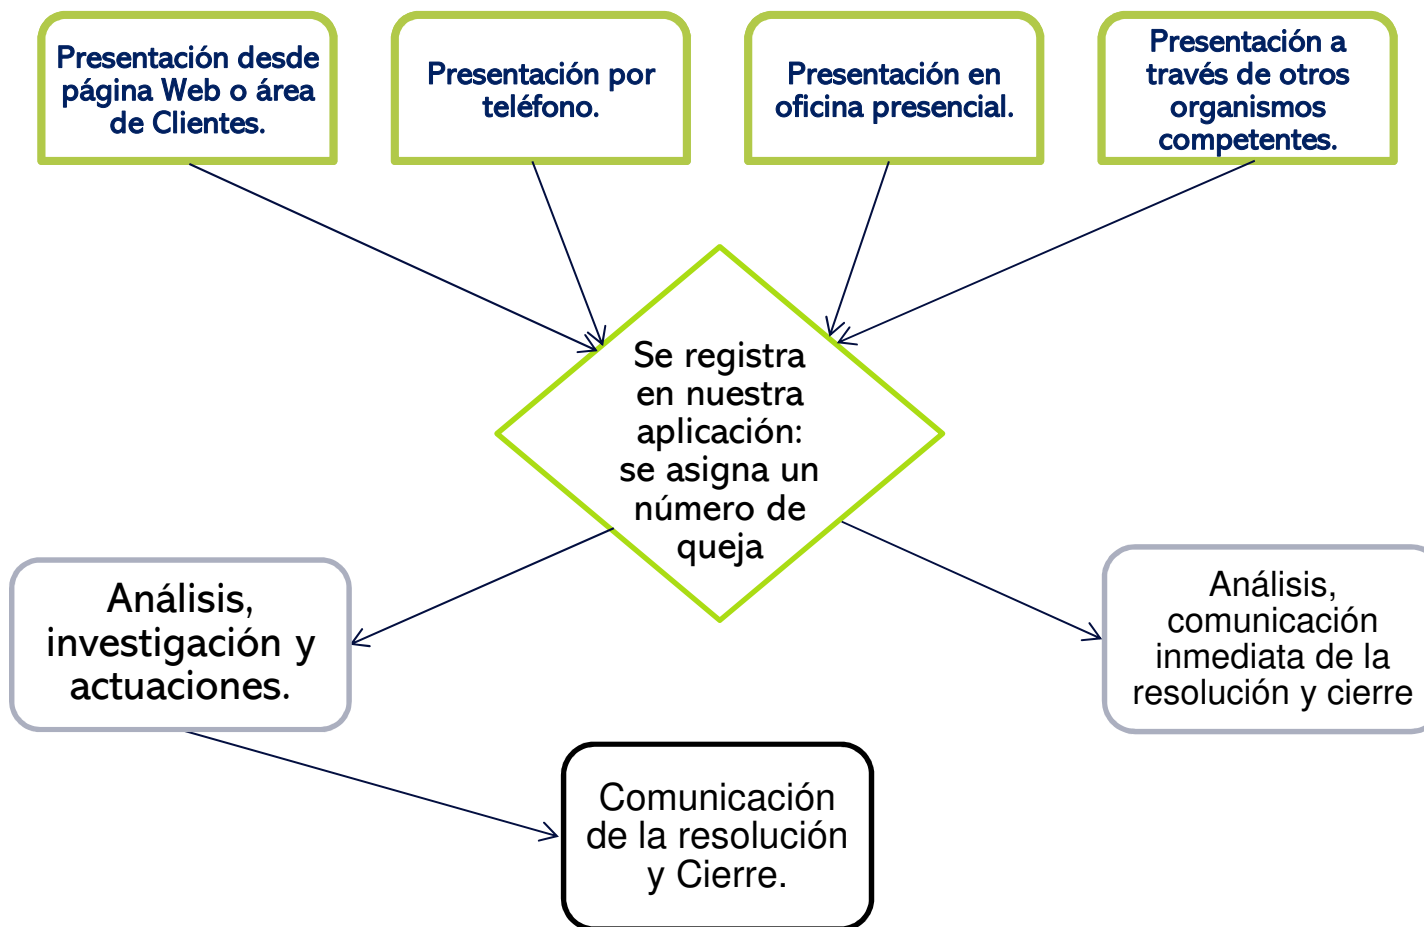 Presentación desde
página Web o área
de Clientes.
Presentación por
teléfono.
Presentación en
oficina presencial.
Presentación a
través de otros
organismos
competentes.
Se registra
en nuestra
aplicación:
se asigna un
número de
queja
Análisis,
investigación y
actuaciones.
Análisis,
comunicación
inmediata de la
resolución y cierre
Comunicación
de la resolución
y Cierre.